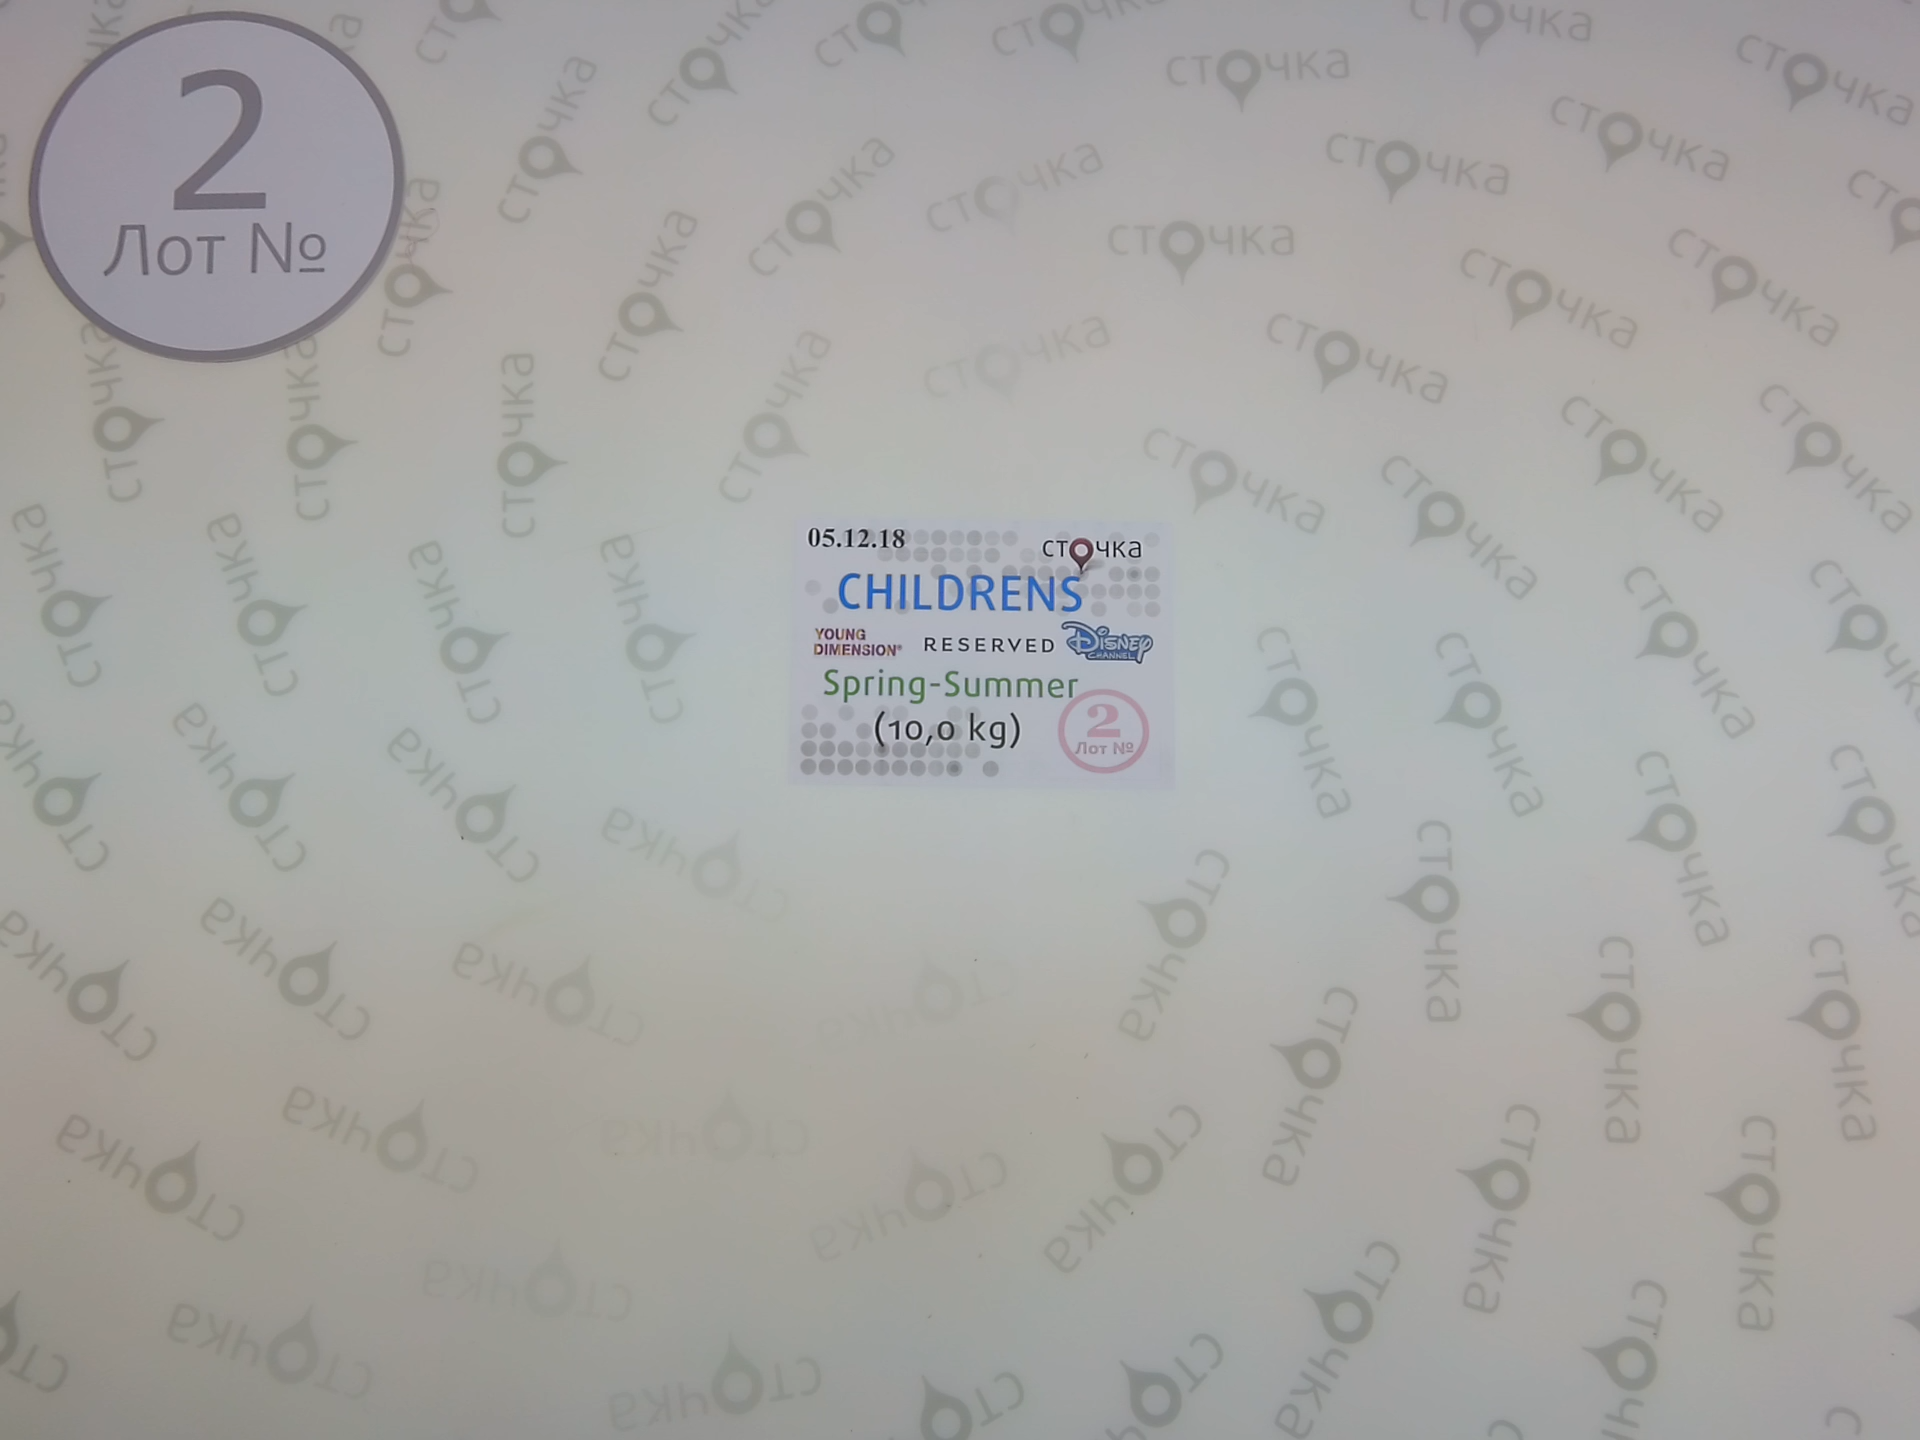 2
Лот №
05.12.18
сточка
CHILDRENS
YOUNG DIMENSION® RESERVED Disney CHANNEL
Spring-Summer
(10,0 kg)
2
Лот №